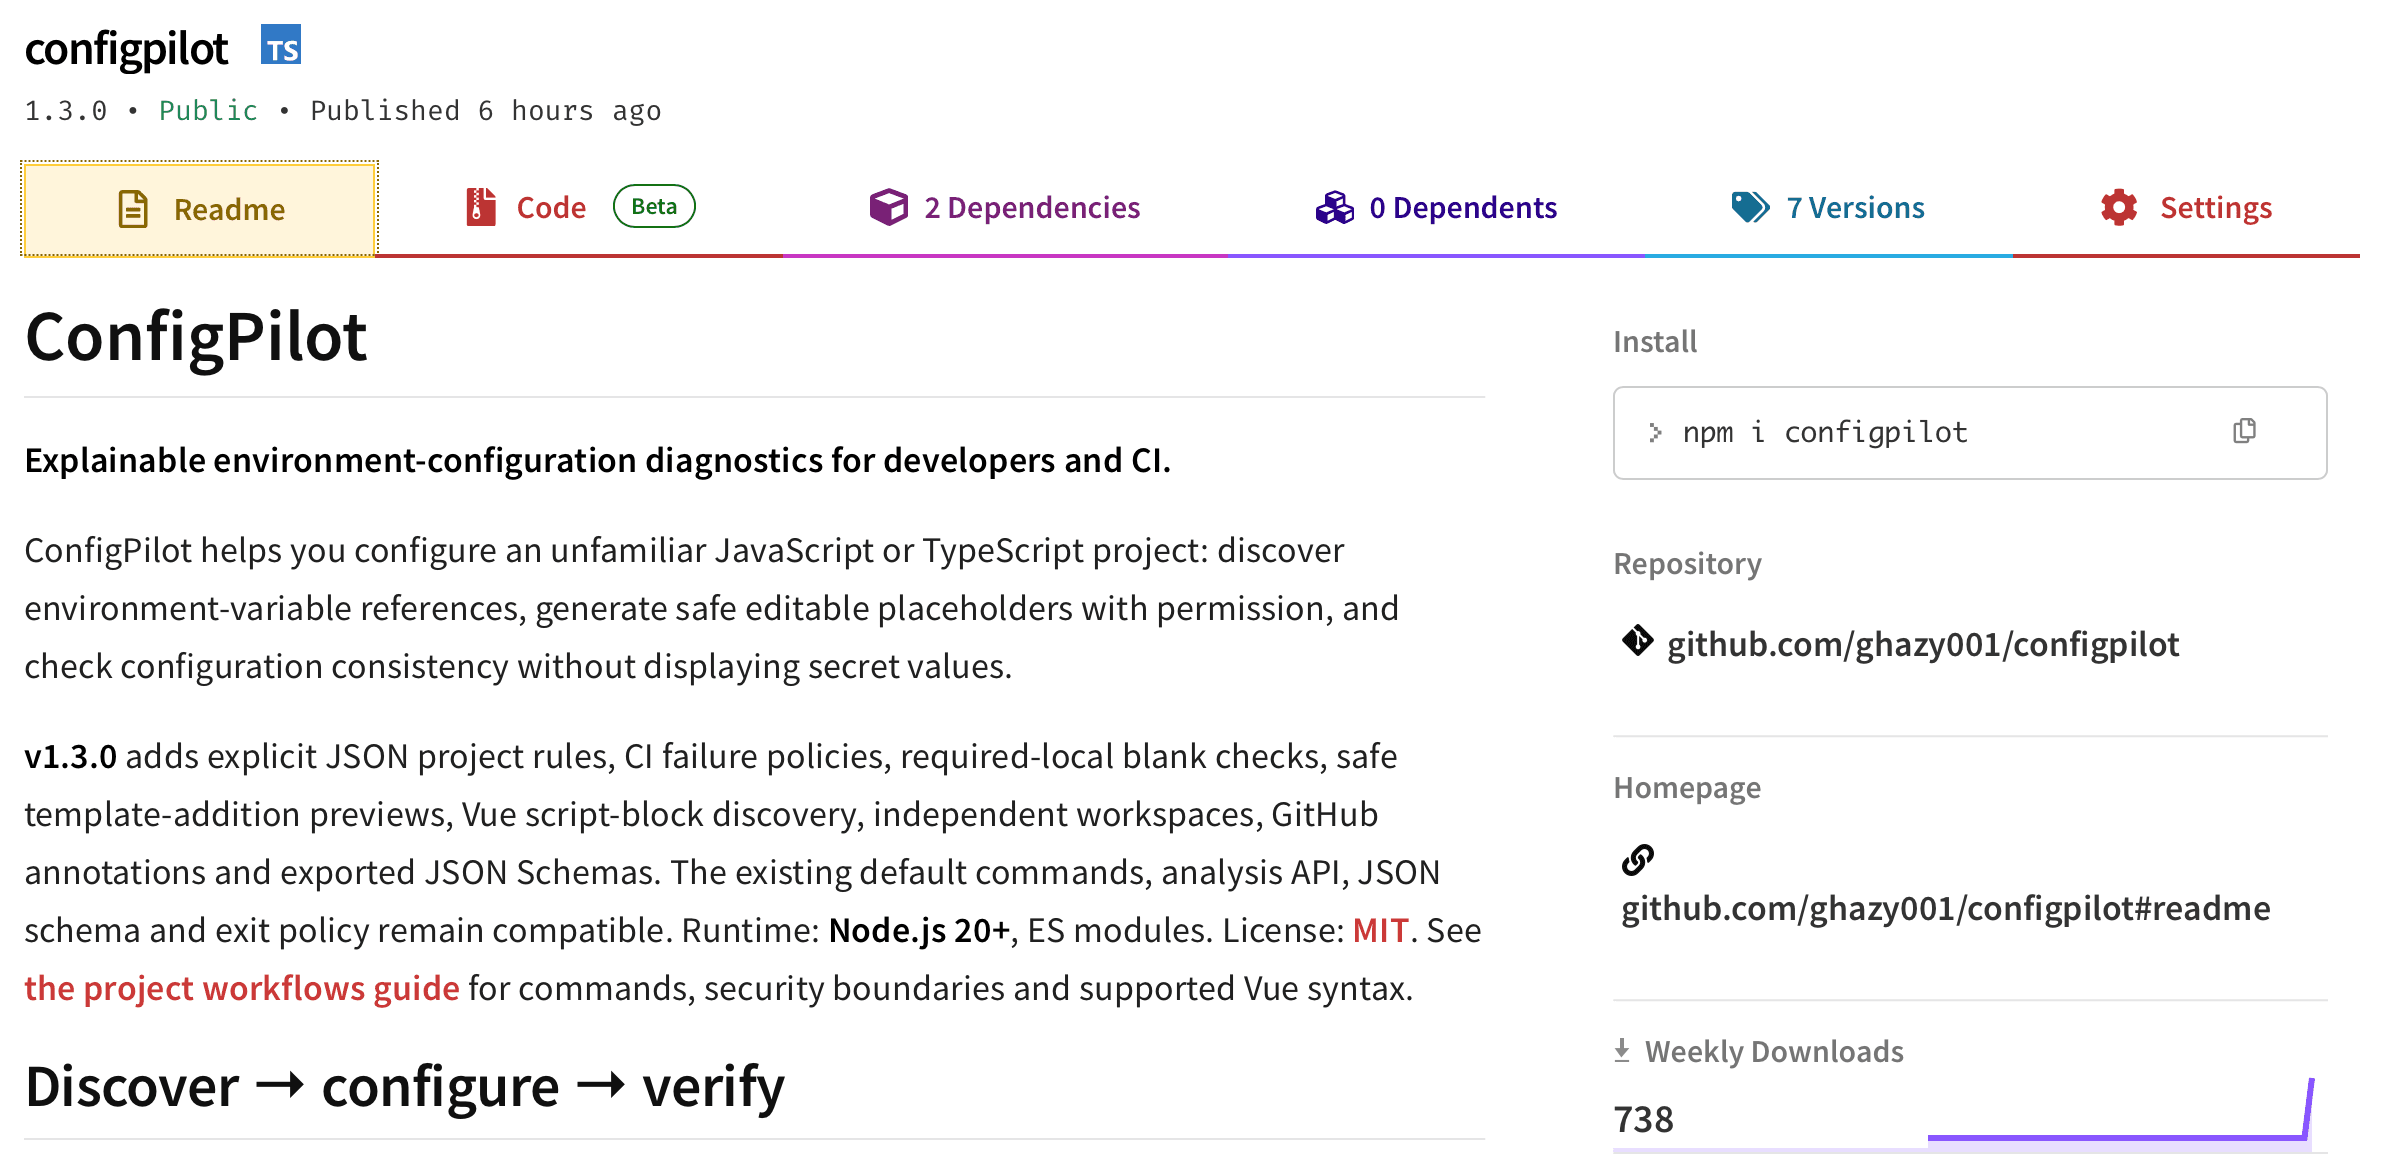 configpilot TS
1.3.0 • Public • Published 6 hours ago
Readme
Code Beta
2 Dependencies
0 Dependents
7 Versions
Settings
ConfigPilot
Explainable environment-configuration diagnostics for developers and CI.
ConfigPilot helps you configure an unfamiliar JavaScript or TypeScript project: discover
environment-variable references, generate safe editable placeholders with permission, and
check configuration consistency without displaying secret values.
v1.3.0 adds explicit JSON project rules, CI failure policies, required-local blank checks, safe
template-addition previews, Vue script-block discovery, independent workspaces, GitHub
annotations and exported JSON Schemas. The existing default commands, analysis API, JSON
schema and exit policy remain compatible. Runtime: Node.js 20+, ES modules. License: MIT. See
the project workflows guide for commands, security boundaries and supported Vue syntax.
Discover → configure → verify
Install
npm i configpilot
Repository
github.com/ghazy001/configpilot
Homepage
github.com/ghazy001/configpilot#readme
Weekly Downloads
738